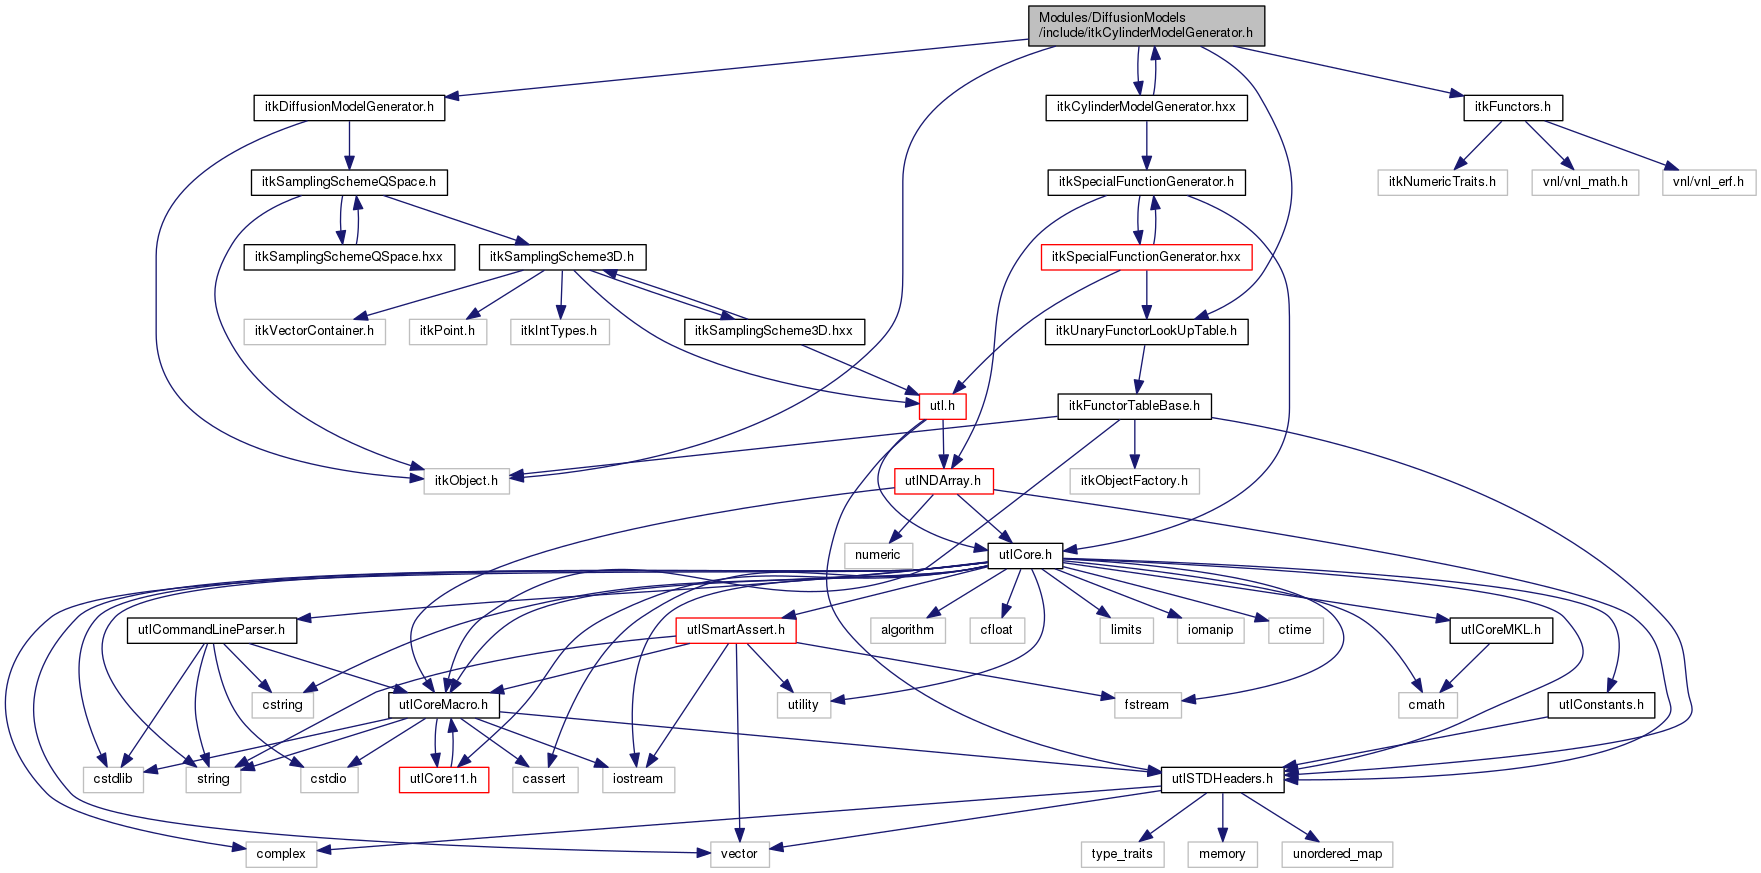 Modules/DiffusionModels
/include/itkCylinderModelGenerator.h
itkDiffusionModelGenerator.h
itkCylinderModelGenerator.hxx
itkFunctors.h
itkSamplingSchemeQSpace.h
itkSpecialFunctionGenerator.h
itkNumericTraits.h
vnl/vnl_math.h
vnl/vnl_erf.h
itkSamplingSchemeQSpace.hxx
itkSamplingScheme3D.h
itkSpecialFunctionGenerator.hxx
itkVectorContainer.h
itkPoint.h
itkIntTypes.h
itkSamplingScheme3D.hxx
itkUnaryFunctorLookUpTable.h
utl.h
itkFunctorTableBase.h
itkObject.h
utlNDArray.h
itkObjectFactory.h
numeric
utlCore.h
utlCommandLineParser.h
utlSmartAssert.h
algorithm
cfloat
limits
iomanip
ctime
utlCoreMKL.h
cstring
utlCoreMacro.h
utility
fstream
cmath
utlConstants.h
cstdlib
string
cstdio
utlCore11.h
cassert
iostream
utlSTDHeaders.h
complex
vector
type_traits
memory
unordered_map